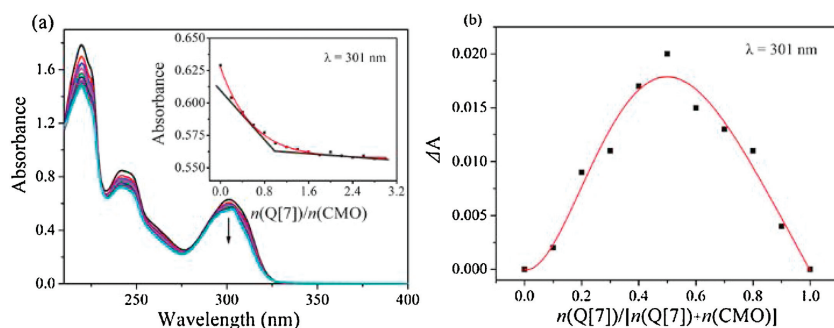 (a)
Absorbance
1.8
1.2
0.6
0.0
250
300
350
400
Wavelength (nm)
λ = 301 nm
Absorbance
0.650
0.625
0.600
0.575
0.550
0.0 0.8 1.6 2.4 3.2
n(Q[7])/n(CMO)
(b)
λ = 301 nm
ΔA
0.020
0.015
0.010
0.005
0.000
0.0 0.2 0.4 0.6 0.8 1.0
n(Q[7])/[n(Q[7])+n(CMO)]